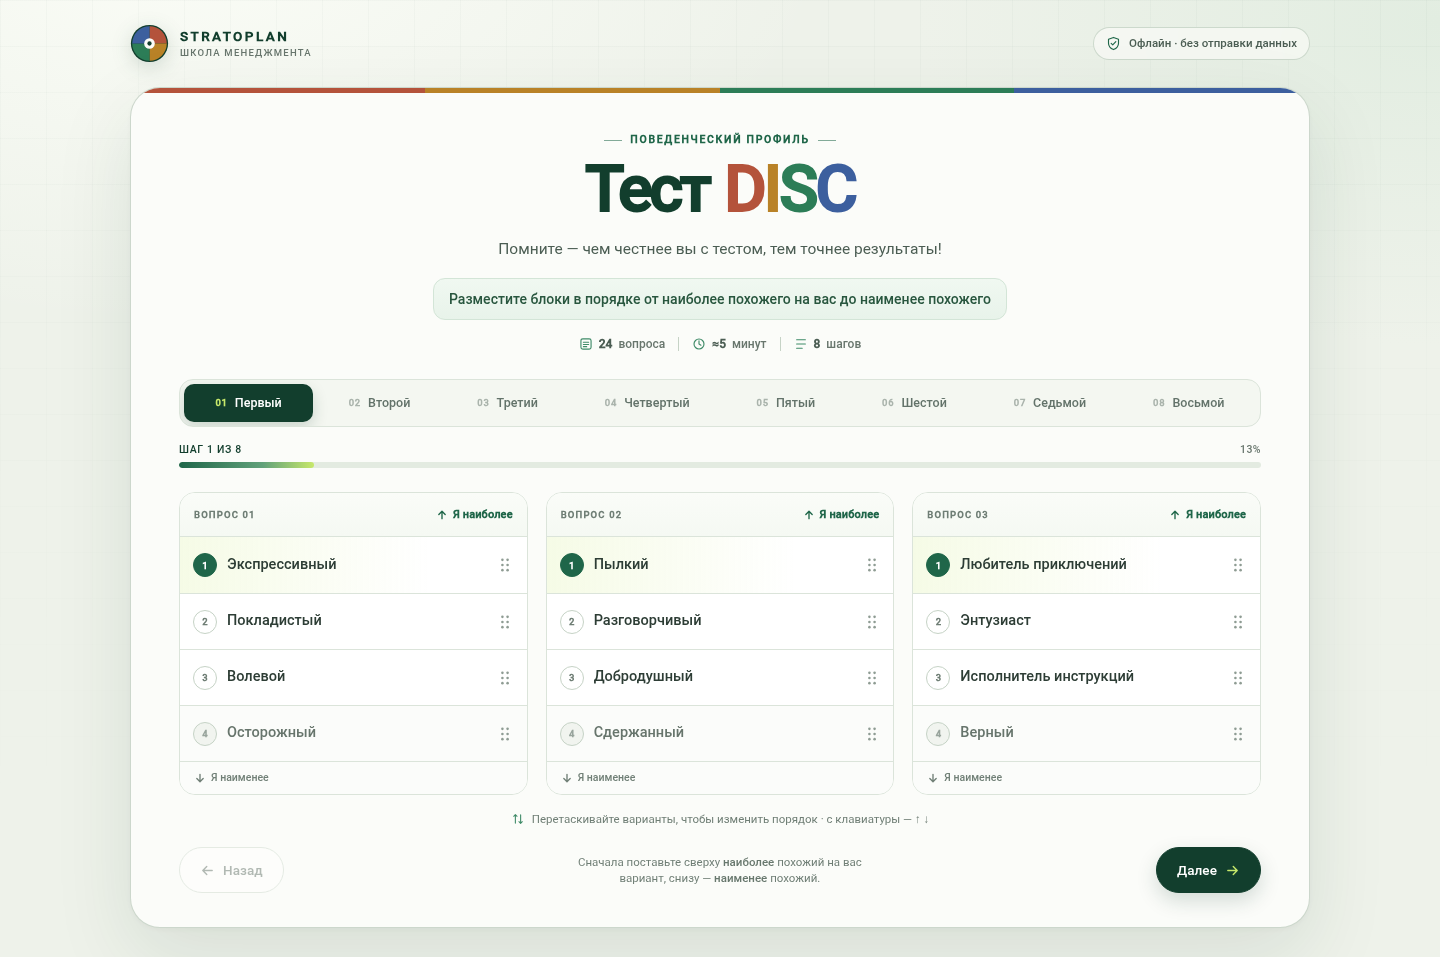 STRATOPLAN
ШКОЛА МЕНЕДЖМЕНТА
Офлайн · без отправки данных
ПОВЕДЕНЧЕСКИЙ ПРОФИЛЬ
Тест DISC
Помните — чем честнее вы с тестом, тем точнее результаты!
Разместите блоки в порядке от наиболее похожего на вас до наименее похожего
24 вопроса ≈5 минут 8 шагов
01 Первый 02 Второй 03 Третий 04 Четвертый 05 Пятый 06 Шестой 07 Седьмой 08 Восьмой
ШАГ 1 ИЗ 8 13%
ВОПРОС 01 ↑ Я наиболее
1 Экспрессивный
2 Покладистый
3 Волевой
4 Осторожный
↓ Я наименее
ВОПРОС 02 ↑ Я наиболее
1 Пылкий
2 Разговорчивый
3 Добродушный
4 Сдержанный
↓ Я наименее
ВОПРОС 03 ↑ Я наиболее
1 Любитель приключений
2 Энтузиаст
3 Исполнитель инструкций
4 Верный
↓ Я наименее
Перетаскивайте варианты, чтобы изменить порядок · с клавиатуры — ↑ ↓
← Назад
Сначала поставьте сверху наиболее похожий на вас
вариант, снизу — наименее похожий.
Далее →